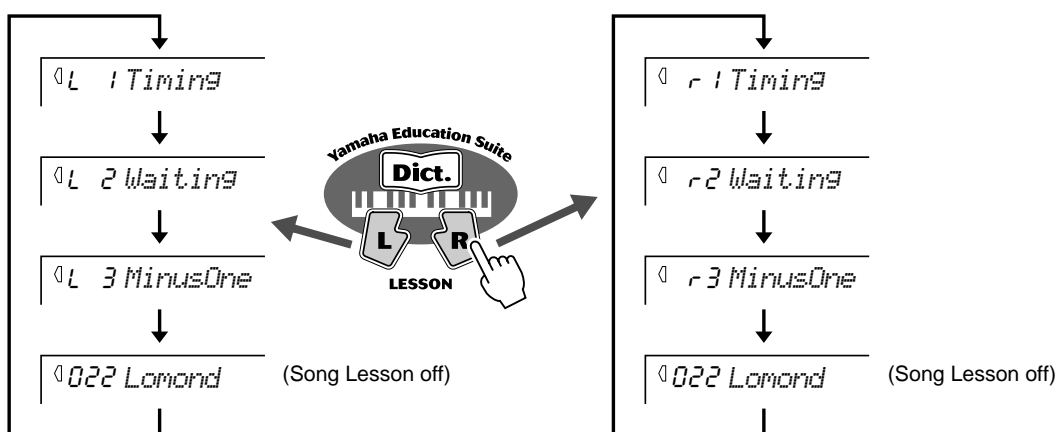 L 1 Timing
L 2 Waiting
L 3 MinusOne
022 Lomond
(Song Lesson off)
Yamaha Education Suite
Dict.
L
R
LESSON
r 1 Timing
r 2 Waiting
r 3 MinusOne
022 Lomond
(Song Lesson off)